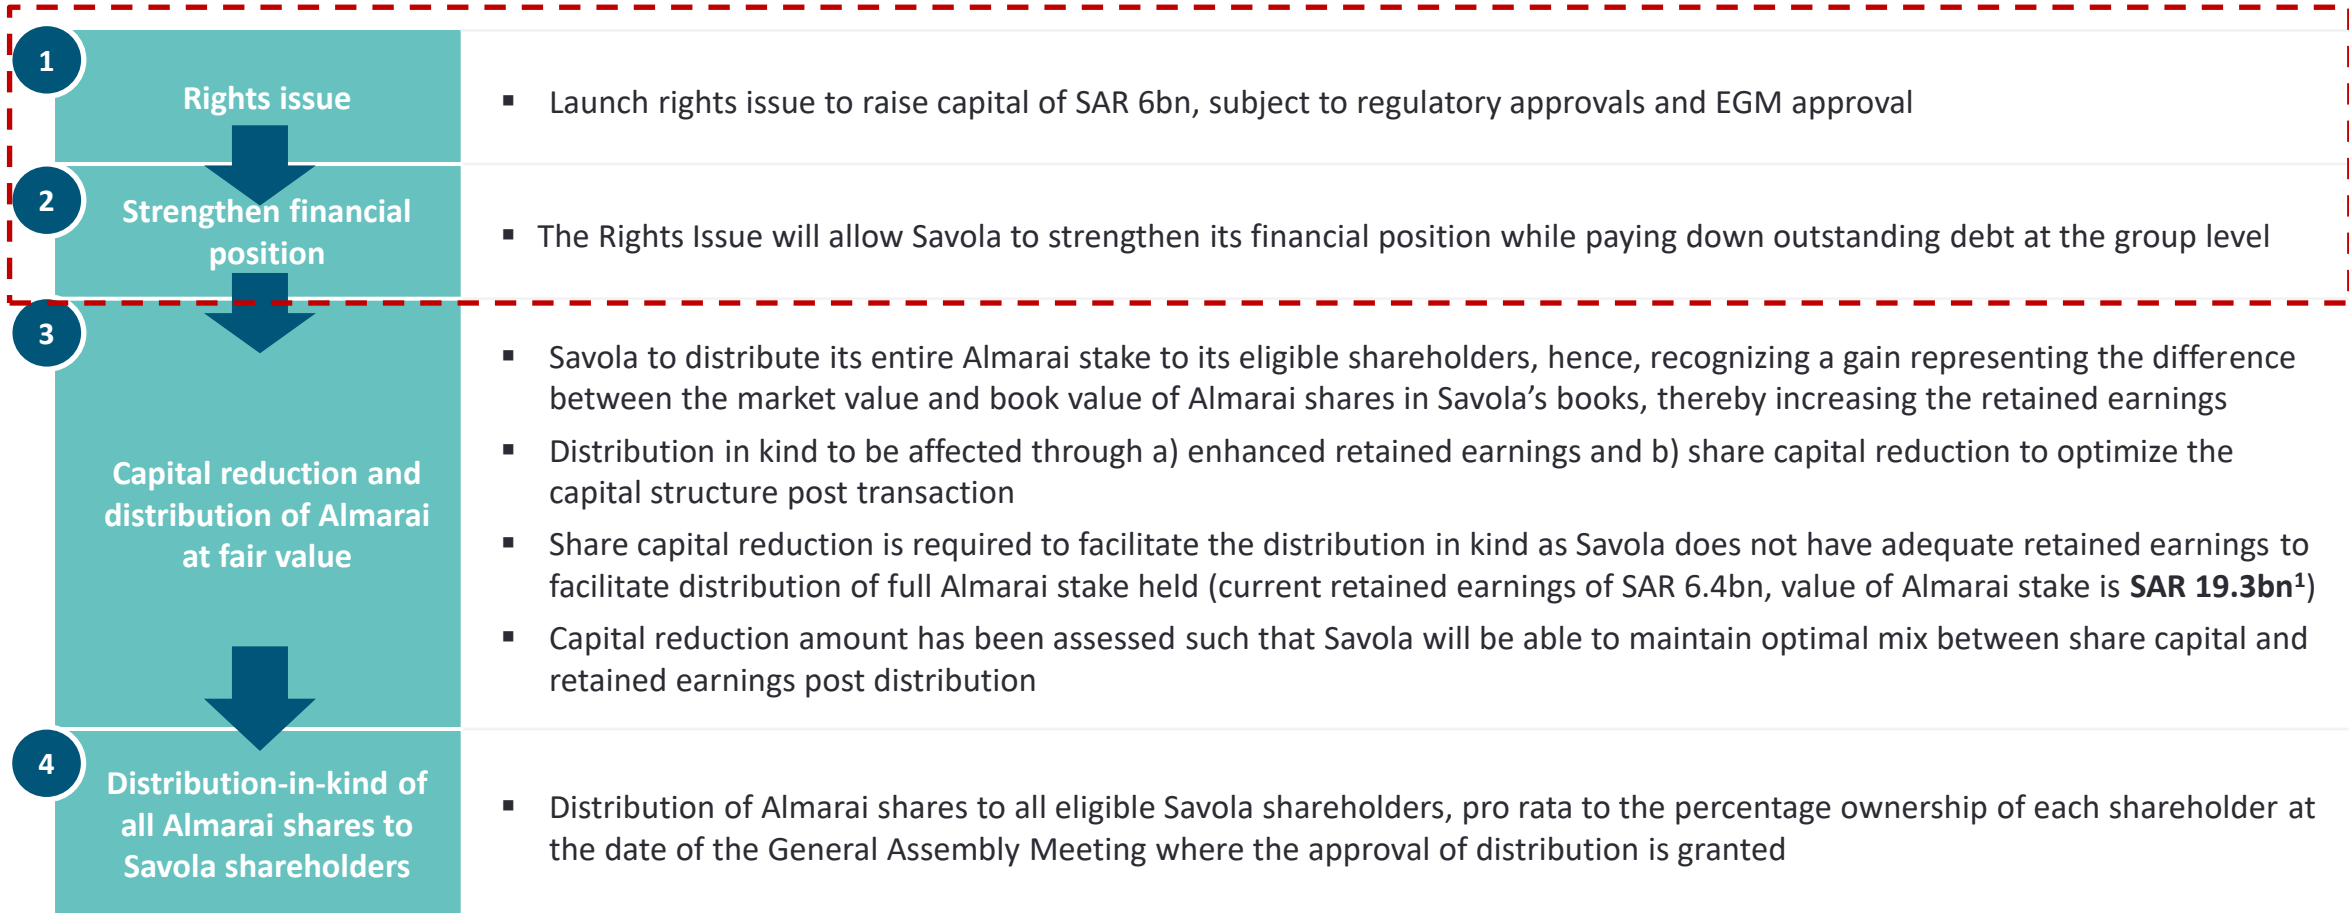 1
Rights issue
▪ Launch rights issue to raise capital of SAR 6bn, subject to regulatory approvals and EGM approval
2
Strengthen financial
position
▪ The Rights Issue will allow Savola to strengthen its financial position while paying down outstanding debt at the group level
3
Capital reduction and
distribution of Almarai
at fair value
▪ Savola to distribute its entire Almarai stake to its eligible shareholders, hence, recognizing a gain representing the difference
between the market value and book value of Almarai shares in Savola’s books, thereby increasing the retained earnings
▪ Distribution in kind to be affected through a) enhanced retained earnings and b) share capital reduction to optimize the
capital structure post transaction
▪ Share capital reduction is required to facilitate the distribution in kind as Savola does not have adequate retained earnings to
facilitate distribution of full Almarai stake held (current retained earnings of SAR 6.4bn, value of Almarai stake is SAR 19.3bn¹)
▪ Capital reduction amount has been assessed such that Savola will be able to maintain optimal mix between share capital and
retained earnings post distribution
4
Distribution-in-kind of
all Almarai shares to
Savola shareholders
▪ Distribution of Almarai shares to all eligible Savola shareholders, pro rata to the percentage ownership of each shareholder at
the date of the General Assembly Meeting where the approval of distribution is granted